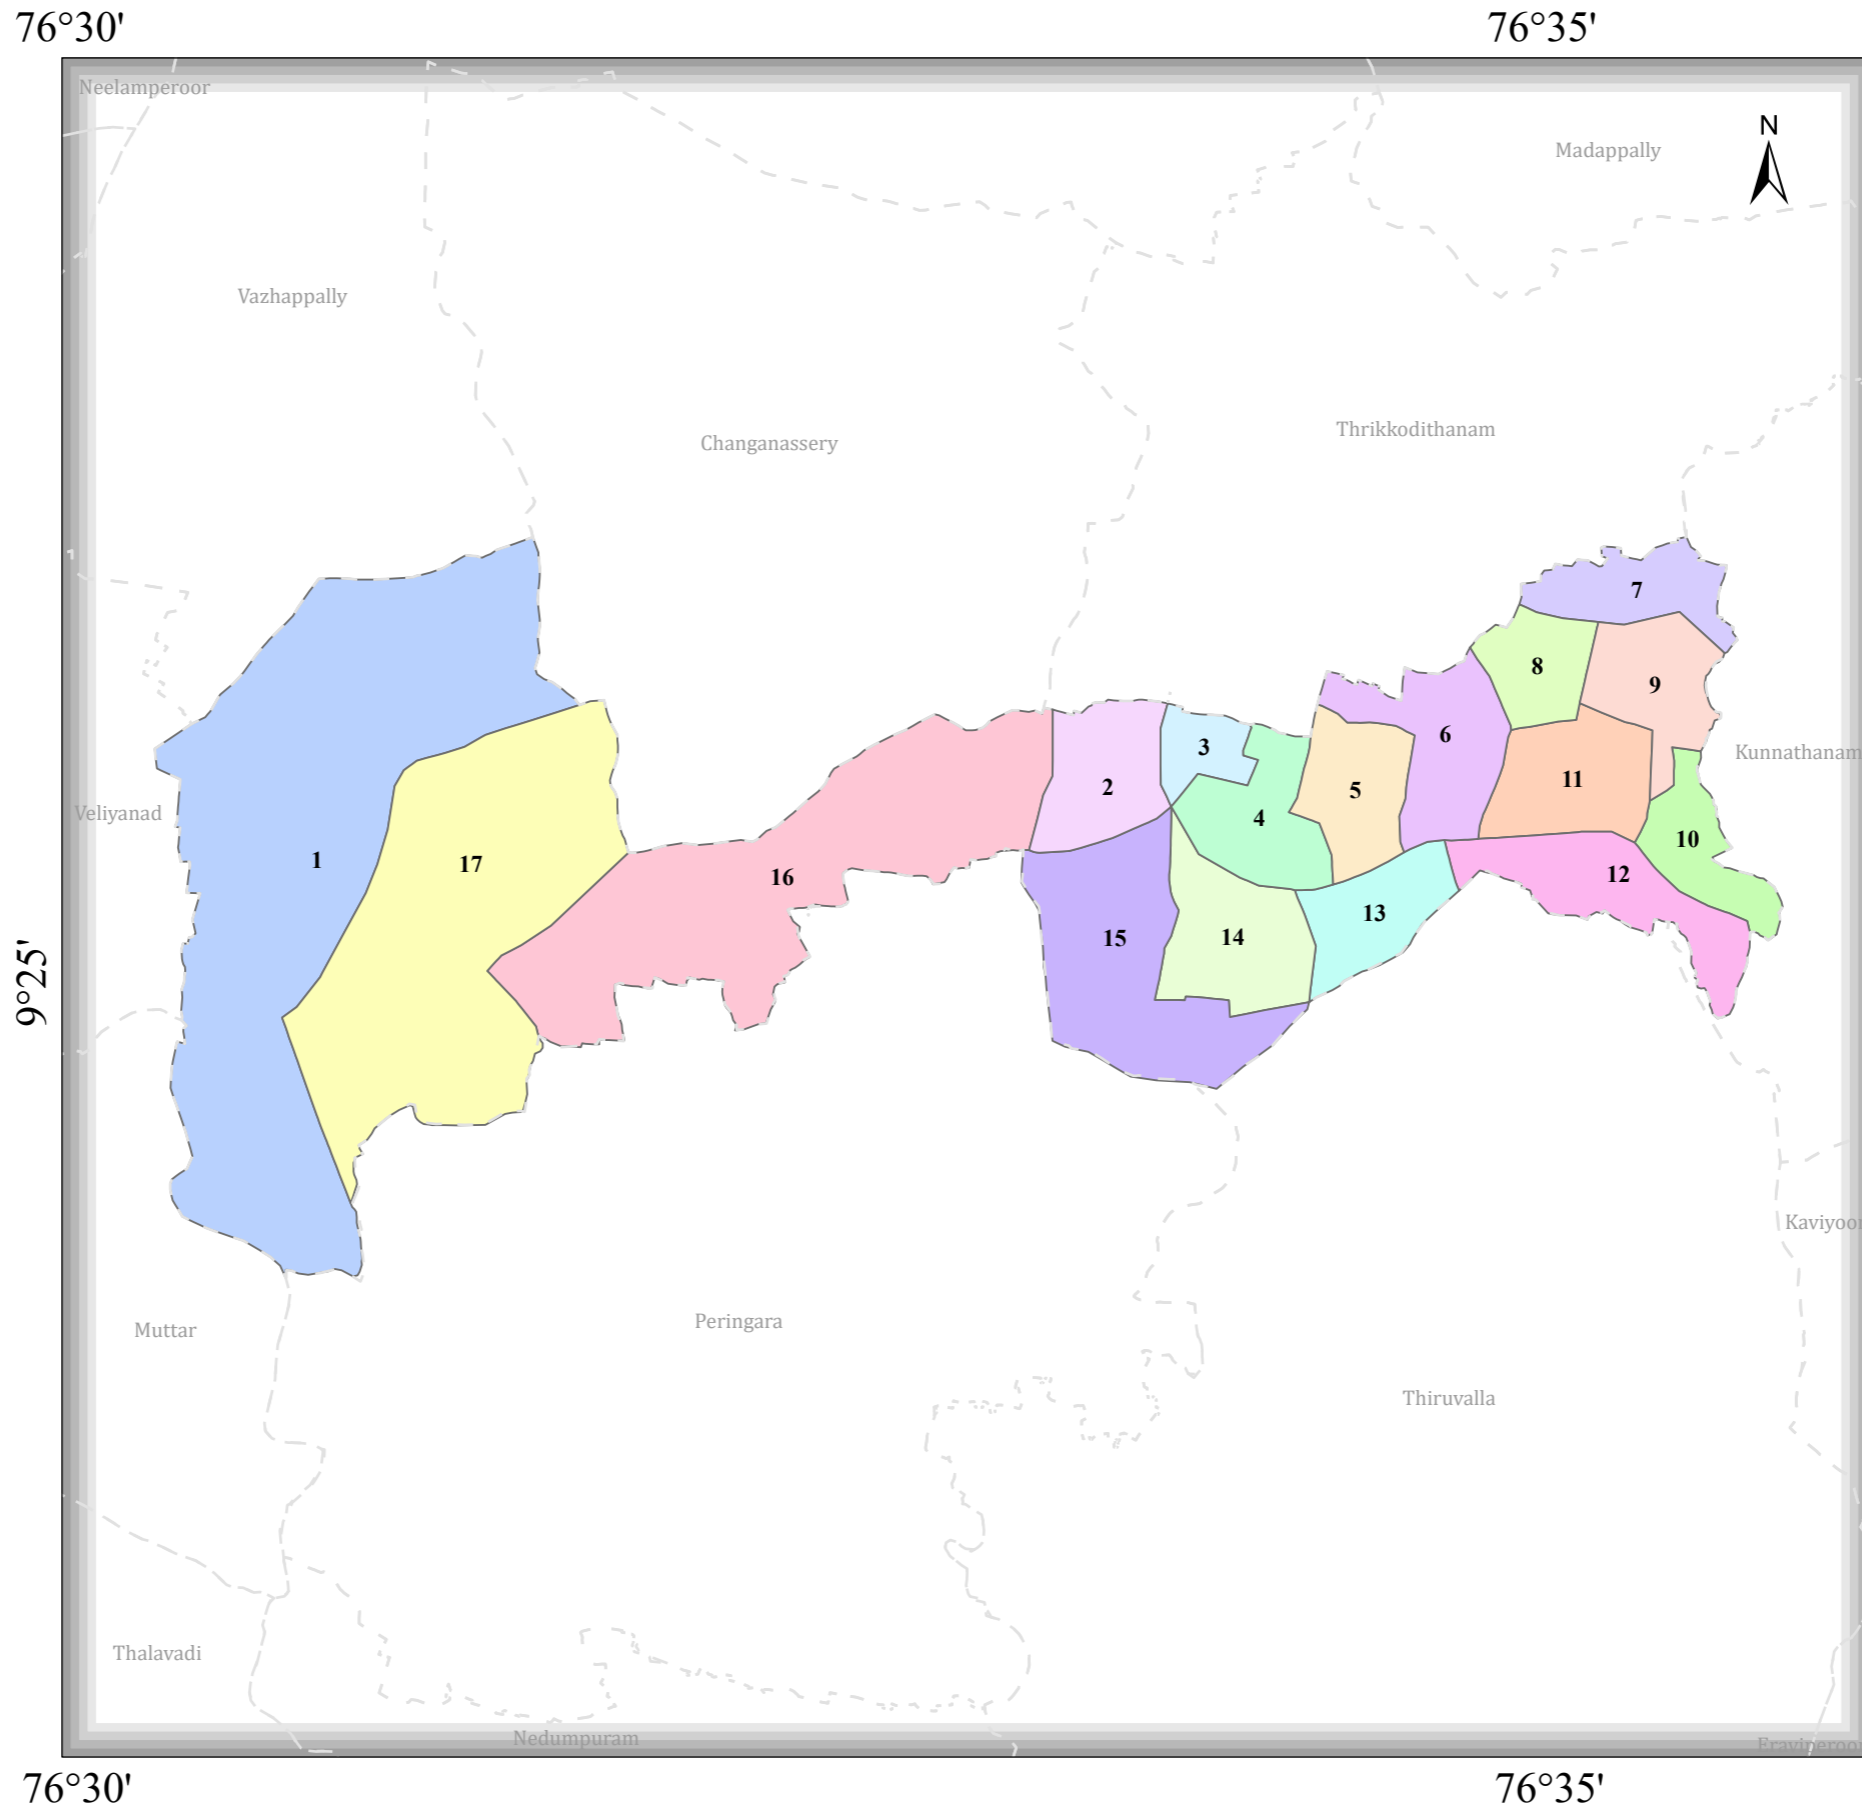 76°30' 76°35'
Neelamperoor
N
Madappally
Vazhappally
Thrikkodithanam
Changanassery
7
8
9
6
3
Kunnathanam
11
2
5
Veliyanad
4
10
1
17
12
16
13
14
15
9°25'
Kaviyoor
Peringara
Muttar
Thiruvalla
Thalavadi
Nedumpuram
Eraviperoor
76°30' 76°35'